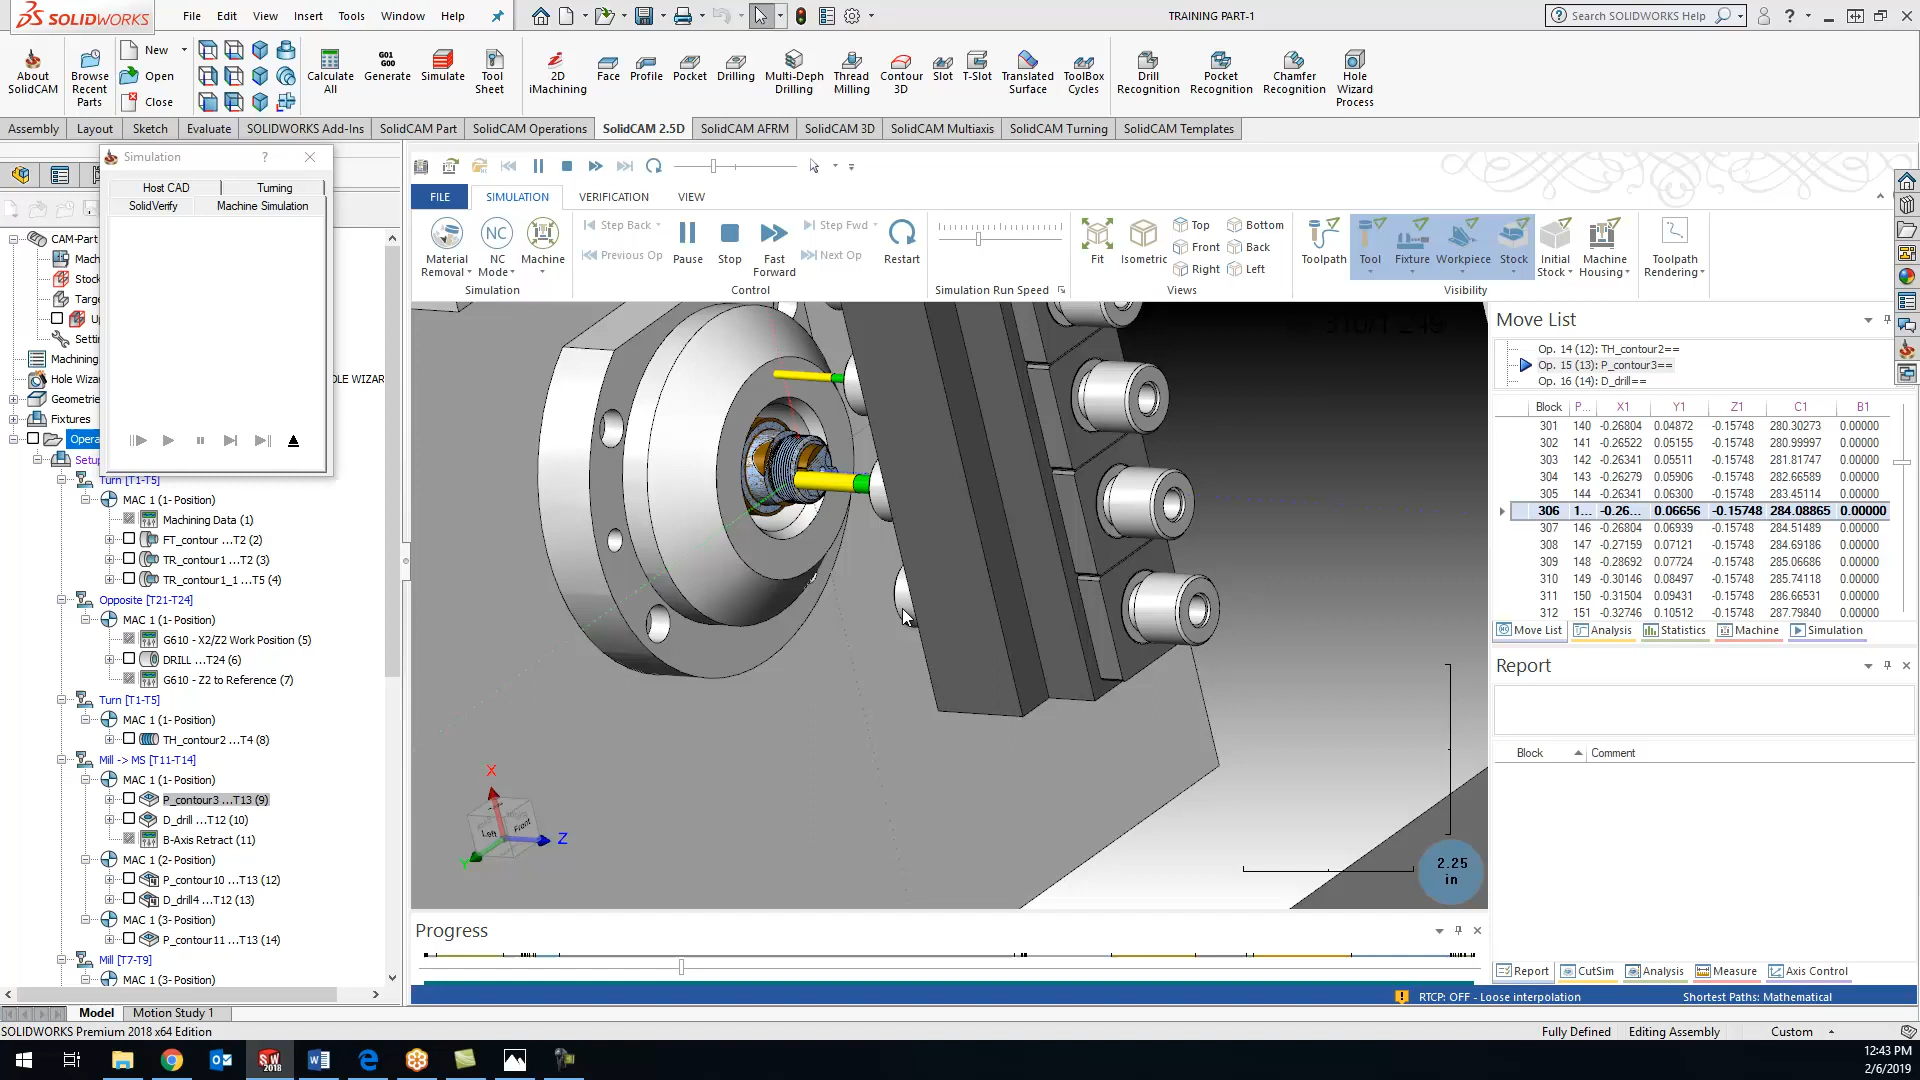 SOLIDWORKS
File Edit View Insert Tools Window Help
TRAINING PART-1
Search SOLIDWORKS Help
About SolidCAM
Browse Recent Parts
New
Open
Close
Calculate All
G01 G00
Generate
Simulate
Tool Sheet
2D iMachining
Face
Profile
Pocket
Drilling
Multi-Deph Drilling
Thread Milling
Contour 3D
Slot
T-Slot
Translated Surface
ToolBox Cycles
Drill Recognition
Pocket Recognition
Chamfer Recognition
Hole Wizard Process
Assembly Layout Sketch Evaluate SOLIDWORKS Add-Ins SolidCAM Part SolidCAM Operations SolidCAM 2.5D SolidCAM AFRM SolidCAM 3D SolidCAM Multiaxis SolidCAM Turning SolidCAM Templates
Simulation
Host CAD Turning
SolidVerify Machine Simulation
CAM-Part
Mach
Stoc
Targe
Up
Settin
Machining
Hole Wiza
OLE WIZAR
Geometrie
Fixtures
Opera
Setup
Turn [T1-T5]
MAC 1 (1- Position)
Machining Data (1)
FT_contour ...T2 (2)
TR_contour1 ...T2 (3)
TR_contour1_1 ...T5 (4)
Opposite [T21-T24]
MAC 1 (1- Position)
G610 - X2/Z2 Work Position (5)
DRILL ...T24 (6)
G610 - Z2 to Reference (7)
Turn [T1-T5]
MAC 1 (1- Position)
TH_contour2 ...T4 (8)
Mill -> MS [T11-T14]
MAC 1 (1- Position)
P_contour3 ...T13 (9)
D_drill ...T12 (10)
B-Axis Retract (11)
MAC 1 (2- Position)
P_contour10 ...T13 (12)
D_drill4 ...T12 (13)
MAC 1 (3- Position)
P_contour11 ...T13 (14)
Mill [T7-T9]
MAC 1 (3- Position)
FILE SIMULATION VERIFICATION VIEW
Material Removal
NC Mode
Machine
Simulation
Step Back
Previous Op
Pause
Stop
Fast Forward
Step Fwd
Next Op
Restart
Control
Simulation Run Speed
Fit
Isometric
Top Bottom
Front Back
Right Left
Views
Toolpath
Tool
Fixture
Workpiece
Stock
Initial Stock
Machine Housing
Visibility
Toolpath Rendering
X
Y
Z
Left
Front
2.25
in
Move List
Op. 14 (12): TH_contour2==
Op. 15 (13): P_contour3==
Op. 16 (14): D_drill==
Block P... X1 Y1 Z1 C1 B1
301 140 -0.26804 0.04872 -0.15748 280.30273 0.00000
302 141 -0.26522 0.05155 -0.15748 280.99997 0.00000
303 142 -0.26341 0.05511 -0.15748 281.81747 0.00000
304 143 -0.26279 0.05906 -0.15748 282.66589 0.00000
305 144 -0.26341 0.06300 -0.15748 283.45114 0.00000
306 1... -0.26... 0.06656 -0.15748 284.08865 0.00000
307 146 -0.26804 0.06939 -0.15748 284.51489 0.00000
308 147 -0.27159 0.07121 -0.15748 284.69186 0.00000
309 148 -0.28692 0.07724 -0.15748 285.06686 0.00000
310 149 -0.30146 0.08497 -0.15748 285.74118 0.00000
311 150 -0.31504 0.09431 -0.15748 286.66531 0.00000
312 151 -0.32746 0.10512 -0.15748 287.79840 0.00000
Move List Analysis Statistics Machine Simulation
Report
Block Comment
Report CutSim Analysis Measure Axis Control
Progress
RTCP: OFF - Loose interpolation Shortest Paths: Mathematical
Model Motion Study 1
SOLIDWORKS Premium 2018 x64 Edition
Fully Defined Editing Assembly Custom
SW 2018
12:43 PM
2/6/2019